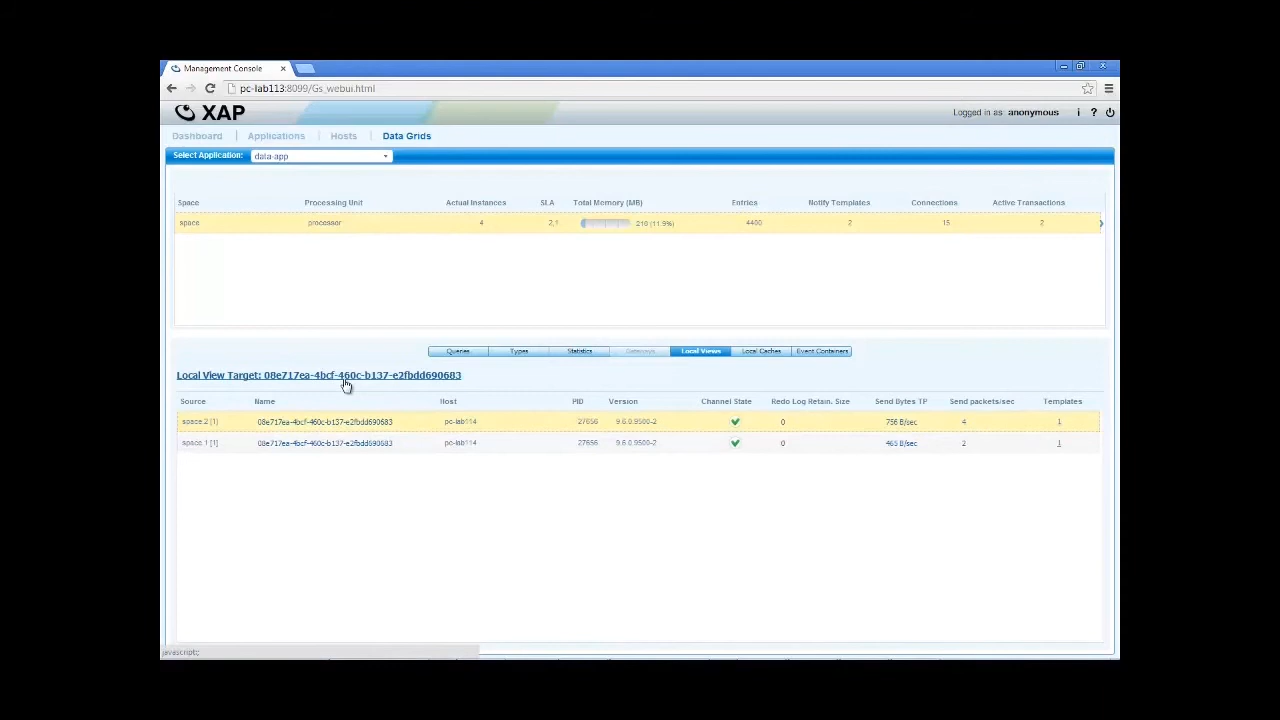 Management Console
pc-lab113:8099/Gs_webui.html
XAP
Logged in as: anonymous i ?
Dashboard Applications Hosts Data Grids
Select Application: data-app
Space Processing Unit Actual Instances SLA Total Memory (MB) Entries Notify Templates Connections Active Transactions
space processor 4 2,1 210 (11.9%) 4400 2 15 2
Queries Types Statistics Gateways Local Views Local Caches Event Containers
Local View Target: 08e717ea-4bcf-460c-b137-e2fbdd690683
Source Name Host PID Version Channel State Redo Log Retain. Size Send Bytes TP Send packets/sec Templates
space.2 [1] 08e717ea-4bcf-460c-b137-e2fbdd690683 pc-lab114 27656 9.6.0.9500-2 0 756 B/sec 4 1
space.1 [1] 08e717ea-4bcf-460c-b137-e2fbdd690683 pc-lab114 27656 9.6.0.9500-2 0 465 B/sec 2 1
javascript:;